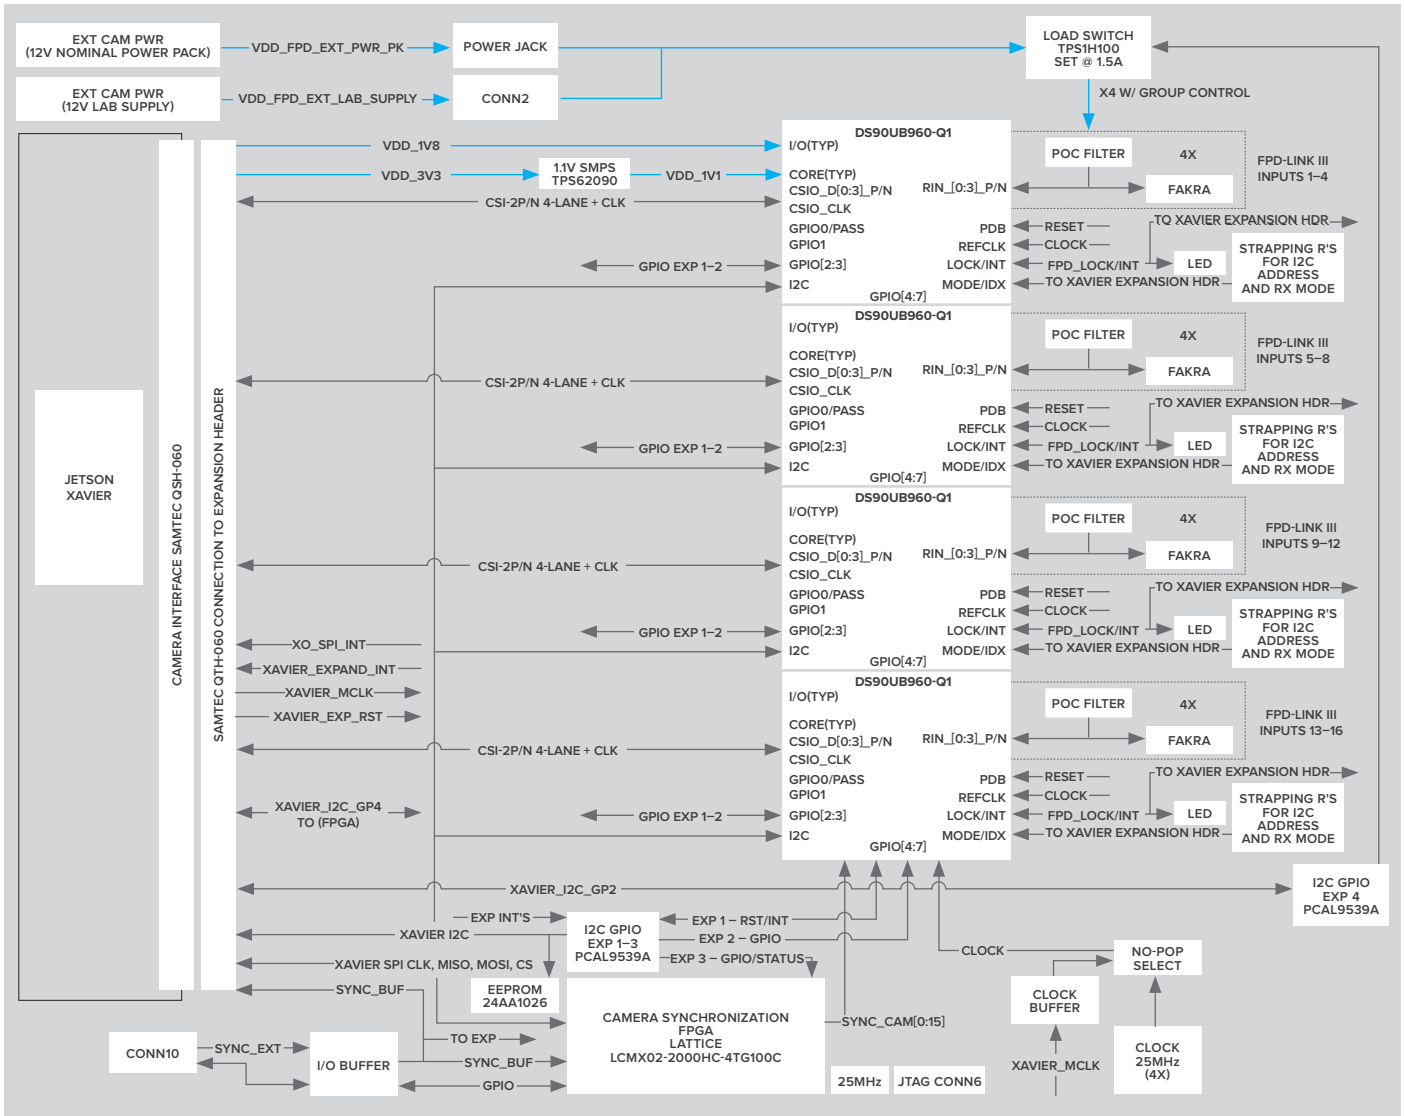 EXT CAM PWR
(12V NOMINAL POWER PACK)
VDD_FPD_EXT_PWR_PK
POWER JACK
LOAD SWITCH
TPS1H100
SET @ 1.5A
EXT CAM PWR
(12V LAB SUPPLY)
VDD_FPD_EXT_LAB_SUPPLY
CONN2
X4 W/ GROUP CONTROL
JETSON
XAVIER
CAMERA INTERFACE SAMTEC QSH-060
SAMTEC QTH-060 CONNECTION TO EXPANSION HEADER
VDD_1V8
VDD_3V3
1.1V SMPS
TPS62090
VDD_1V1
CSI-2P/N 4-LANE + CLK
GPIO EXP 1–2
DS90UB960-Q1
I/O(TYP)
CORE(TYP)
CSIO_D[0:3]_P/N
CSIO_CLK
GPIO0/PASS
GPIO1
GPIO[2:3]
I2C
RIN_[0:3]_P/N
PDB
REFCLK
LOCK/INT
MODE/IDX
GPIO[4:7]
POC FILTER
4X
FAKRA
FPD-LINK III
INPUTS 1–4
TO XAVIER EXPANSION HDR
RESET
CLOCK
FPD_LOCK/INT
LED
TO XAVIER EXPANSION HDR
STRAPPING R'S
FOR I2C
ADDRESS
AND RX MODE
CSI-2P/N 4-LANE + CLK
GPIO EXP 1–2
DS90UB960-Q1
I/O(TYP)
CORE(TYP)
CSIO_D[0:3]_P/N
CSIO_CLK
GPIO0/PASS
GPIO1
GPIO[2:3]
I2C
RIN_[0:3]_P/N
PDB
REFCLK
LOCK/INT
MODE/IDX
GPIO[4:7]
POC FILTER
4X
FAKRA
FPD-LINK III
INPUTS 5–8
TO XAVIER EXPANSION HDR
RESET
CLOCK
FPD_LOCK/INT
LED
TO XAVIER EXPANSION HDR
STRAPPING R'S
FOR I2C
ADDRESS
AND RX MODE
CSI-2P/N 4-LANE + CLK
GPIO EXP 1–2
DS90UB960-Q1
I/O(TYP)
CORE(TYP)
CSIO_D[0:3]_P/N
CSIO_CLK
GPIO0/PASS
GPIO1
GPIO[2:3]
I2C
RIN_[0:3]_P/N
PDB
REFCLK
LOCK/INT
MODE/IDX
GPIO[4:7]
POC FILTER
4X
FAKRA
FPD-LINK III
INPUTS 9–12
TO XAVIER EXPANSION HDR
RESET
CLOCK
FPD_LOCK/INT
LED
TO XAVIER EXPANSION HDR
STRAPPING R'S
FOR I2C
ADDRESS
AND RX MODE
XO_SPI_INT
XAVIER_EXPAND_INT
XAVIER_MCLK
XAVIER_EXP_RST
CSI-2P/N 4-LANE + CLK
GPIO EXP 1–2
DS90UB960-Q1
I/O(TYP)
CORE(TYP)
CSIO_D[0:3]_P/N
CSIO_CLK
GPIO0/PASS
GPIO1
GPIO[2:3]
I2C
RIN_[0:3]_P/N
PDB
REFCLK
LOCK/INT
MODE/IDX
GPIO[4:7]
POC FILTER
4X
FAKRA
FPD-LINK III
INPUTS 13–16
TO XAVIER EXPANSION HDR
RESET
CLOCK
FPD_LOCK/INT
LED
TO XAVIER EXPANSION HDR
STRAPPING R'S
FOR I2C
ADDRESS
AND RX MODE
XAVIER_I2C_GP4
TO (FPGA)
XAVIER_I2C_GP2
I2C GPIO
EXP 4
PCAL9539A
EXP INT'S
XAVIER I2C
I2C GPIO
EXP 1–3
PCAL9539A
EXP 1 – RST/INT
EXP 2 – GPIO
EXP 3 – GPIO/STATUS
XAVIER SPI CLK, MISO, MOSI, CS
SYNC_BUF
EEPROM
24AA1026
CLOCK
NO-POP
SELECT
CLOCK
BUFFER
CLOCK
25MHz
(4X)
XAVIER_MCLK
CAMERA SYNCHRONIZATION
FPGA
LATTICE
LCMX02-2000HC-4TG100C
SYNC_CAM[0:15]
25MHz
JTAG CONN6
CONN10
SYNC_EXT
I/O BUFFER
TO EXP
SYNC_BUF
GPIO